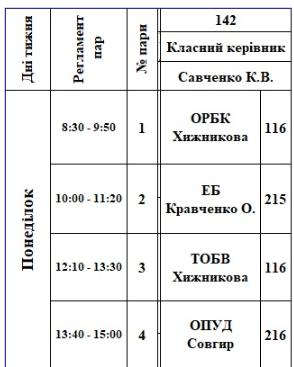 Дні тижня
Регламент
пар
№ пари
142
Класний керівник
Савченко К.В.
Понеділок
8:30 - 9:50
1
ОРБК
Хижникова
116
10:00 - 11:20
2
ЕБ
Кравченко О.
215
12:10 - 13:30
3
ТОБВ
Хижникова
116
13:40 - 15:00
4
ОПУД
Совгир
216